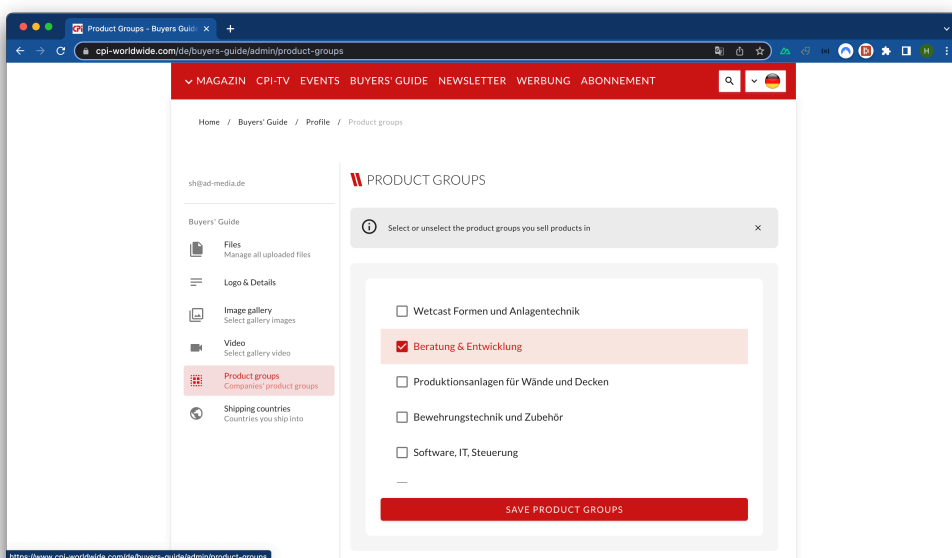 CPI Product Groups - Buyers Guide
cpi-worldwide.com/de/buyers-guide/admin/product-groups
H
MAGAZIN CPI-TV EVENTS BUYERS' GUIDE NEWSLETTER WERBUNG ABONNEMENT
Home / Buyers' Guide / Profile / Product groups
sh@ad-media.de
PRODUCT GROUPS
Select or unselect the product groups you sell products in
Buyers' Guide
Files
Manage all uploaded files
Logo & Details
Image gallery
Select gallery images
Video
Select gallery video
Product groups
Companies' product groups
Shipping countries
Countries you ship into
Wetcast Formen und Anlagentechnik
Beratung & Entwicklung
Produktionsanlagen für Wände und Decken
Bewehrungstechnik und Zubehör
Software, IT, Steuerung
SAVE PRODUCT GROUPS
https://www.cpi-worldwide.com/de/buyers-guide/admin/product-groups